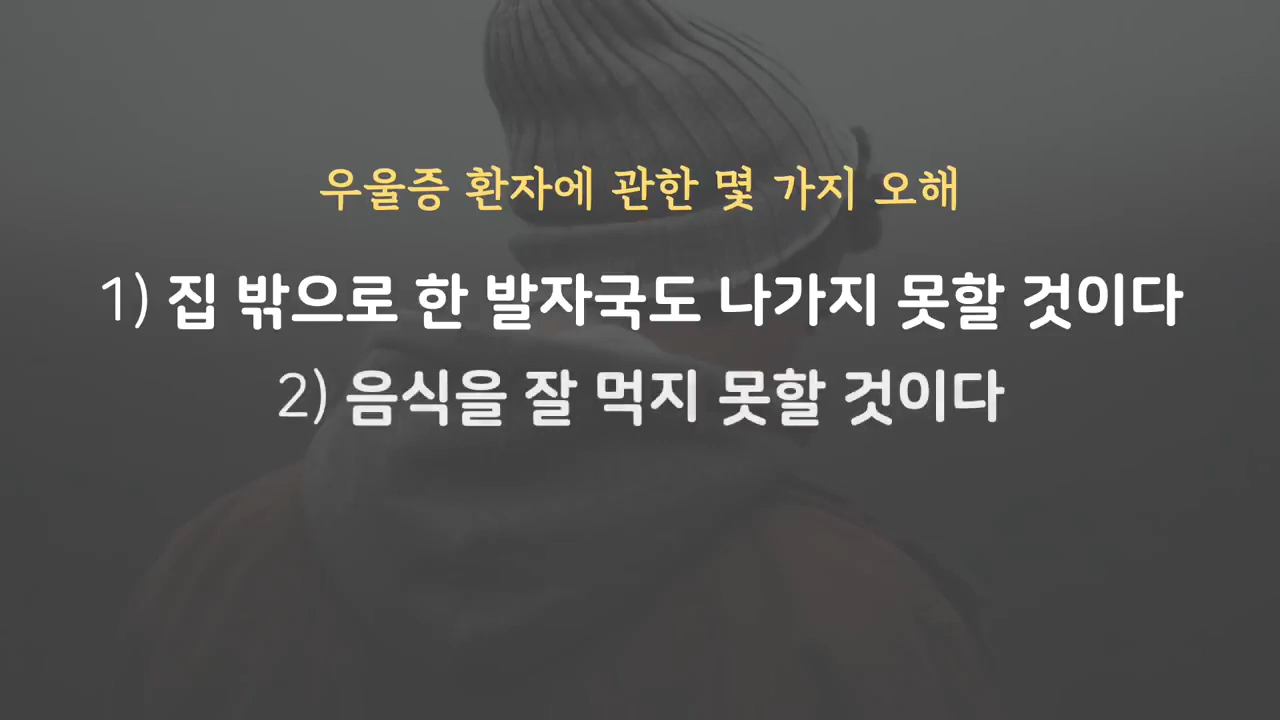 우울증 환자에 관한 몇 가지 오해
1) 집 밖으로 한 발자국도 나가지 못할 것이다
2) 음식을 잘 먹지 못할 것이다